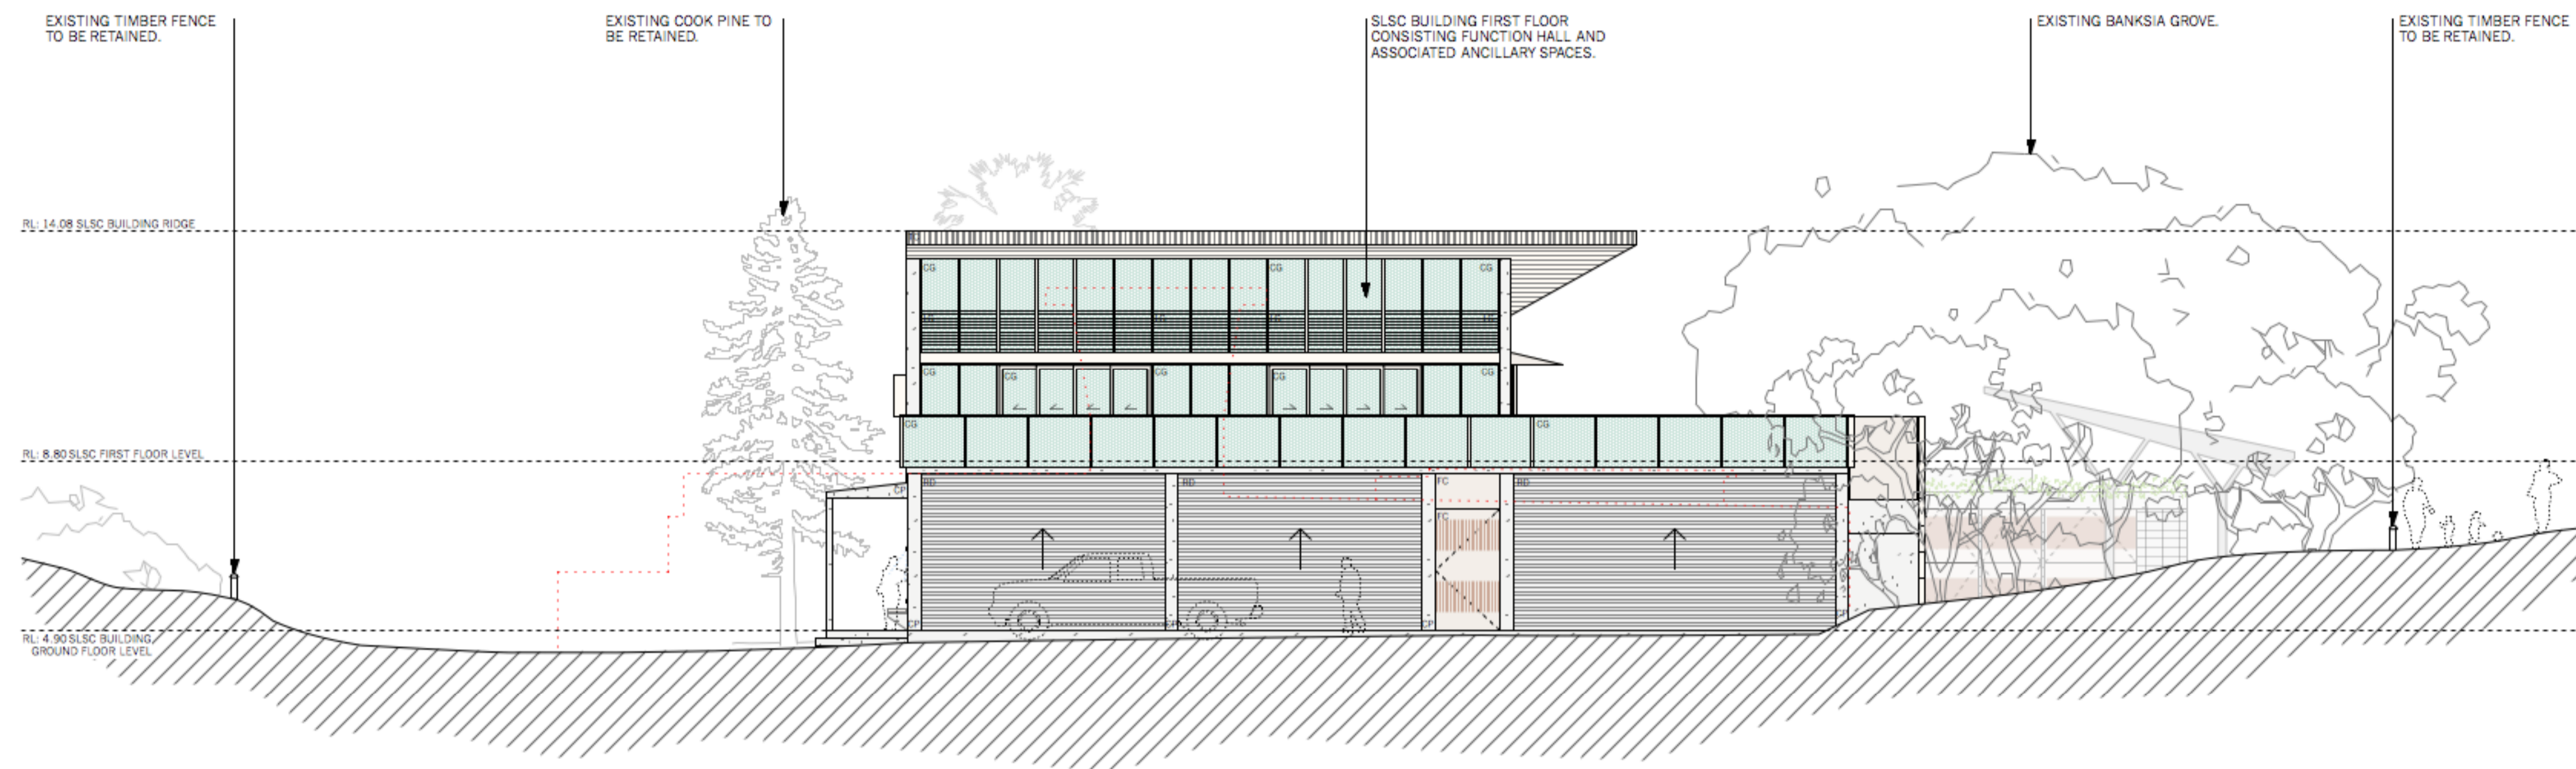 EXISTING TIMBER FENCE
TO BE RETAINED.
EXISTING COOK PINE TO
BE RETAINED.
SLSC BUILDING FIRST FLOOR
CONSISTING FUNCTION HALL AND
ASSOCIATED ANCILLARY SPACES.
EXISTING BANKSIA GROVE.
EXISTING TIMBER FENCE
TO BE RETAINED.
RL: 14.08 SLSC BUILDING RIDGE
CG
CG
CG
CG
CG
CG
CG
CG
CG
CG
RL: 8.80 SLSC FIRST FLOOR LEVEL
CP
RD
RD
FC
RD
FC
CP
CP
CP
RL: 4.90 SLSC BUILDING,
GROUND FLOOR LEVEL